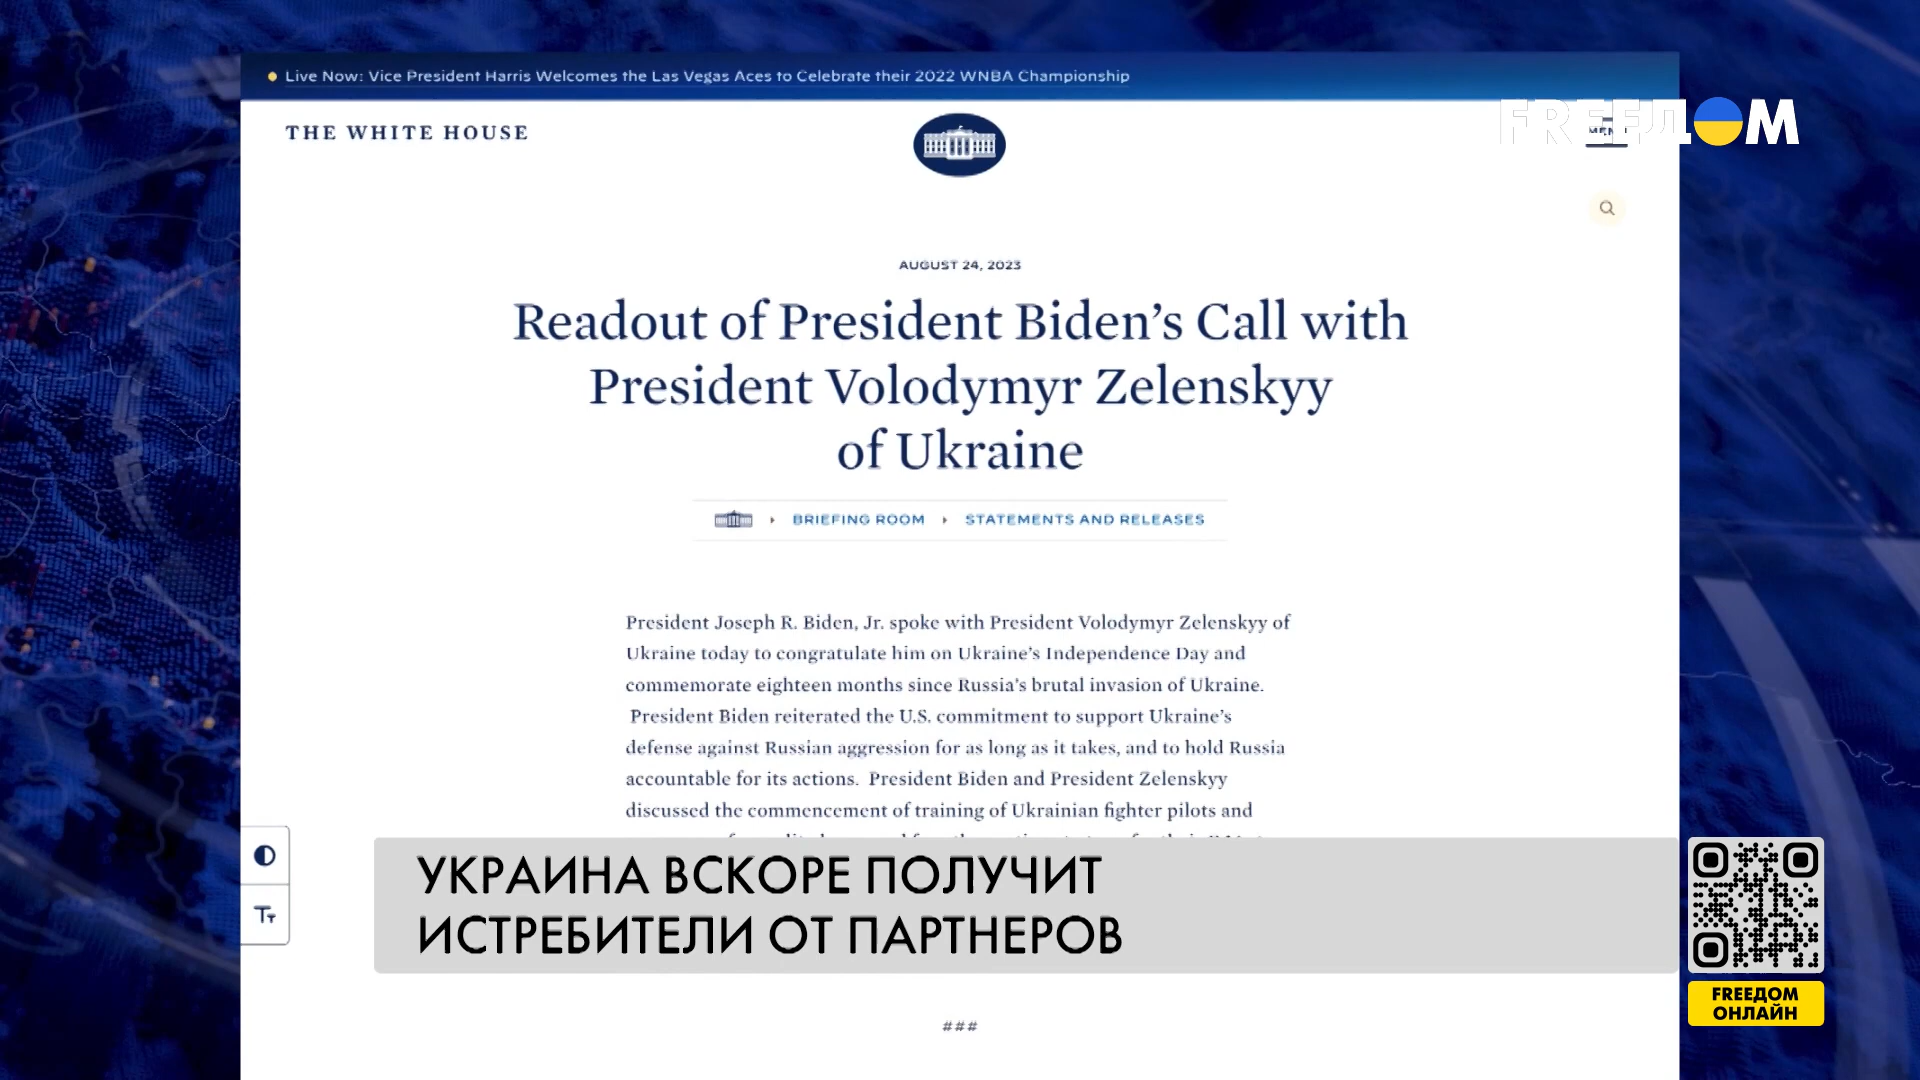 Live Now: Vice President Harris Welcomes the Las Vegas Aces to Celebrate their 2022 WNBA Championship
THE WHITE HOUSE
FREEДOM
AUGUST 24, 2023
Readout of President Biden’s Call with
President Volodymyr Zelenskyy
of Ukraine
BRIEFING ROOM
STATEMENTS AND RELEASES
President Joseph R. Biden, Jr. spoke with President Volodymyr Zelenskyy of
Ukraine today to congratulate him on Ukraine’s Independence Day and
commemorate eighteen months since Russia’s brutal invasion of Ukraine.
President Biden reiterated the U.S. commitment to support Ukraine’s
defense against Russian aggression for as long as it takes, and to hold Russia
accountable for its actions. President Biden and President Zelenskyy
discussed the commencement of training of Ukrainian fighter pilots and
Tт
УКРАИНА ВСКОРЕ ПОЛУЧИТ
ИСТРЕБИТЕЛИ ОТ ПАРТНЕРОВ
FREEДОМ
ОНЛАЙН
###